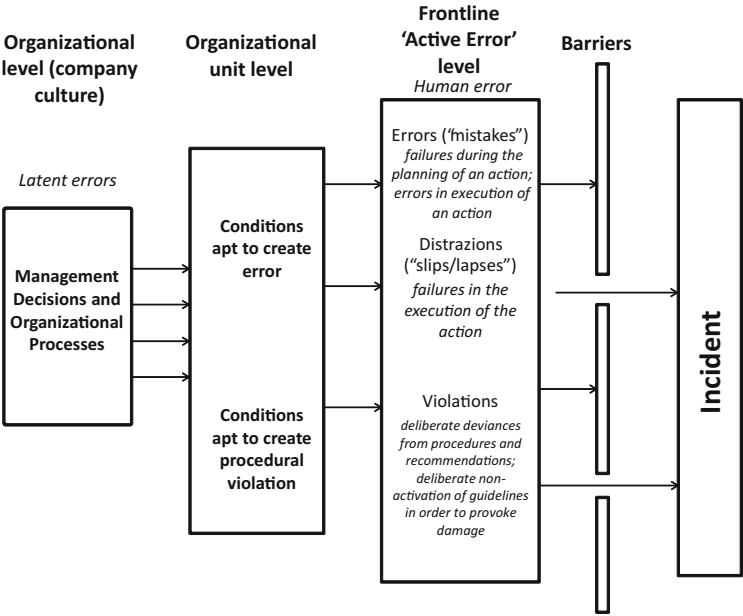 Organizational
level (company
culture)
Latent errors
Management
Decisions and
Organizational
Processes
Organizational
unit level
Conditions
apt to create
error
Conditions
apt to create
procedural
violation
Frontline
‘Active Error’
level
Human error
Errors (“mistakes”)
failures during the
planning of an action;
errors in execution of
an action
Distrazions
(“slips/lapses”)
failures in the
execution of the
action
Violations
deliberate deviances
from procedures and
recommendations;
deliberate non-
activation of guidelines
in order to provoke
damage
Barriers
Incident